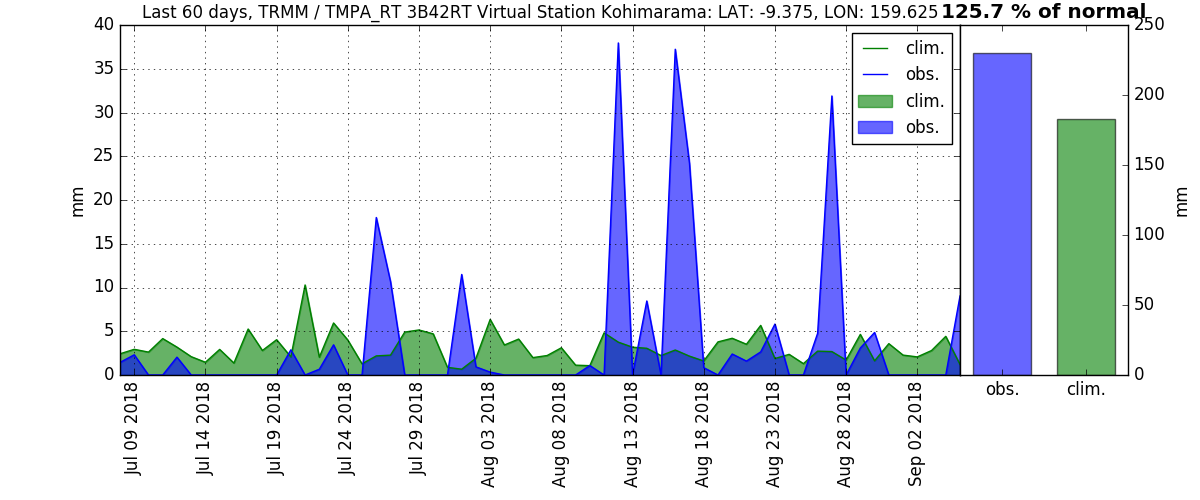 Last 60 days, TRMM / TMPA_RT 3B42RT Virtual Station Kohimarama: LAT: -9.375, LON: 159.625
125.7 % of normal
40
35
30
25
20
15
10
5
0
mm
clim.
obs.
clim.
obs.
Jul 09 2018
Jul 14 2018
Jul 19 2018
Jul 24 2018
Jul 29 2018
Aug 03 2018
Aug 08 2018
Aug 13 2018
Aug 18 2018
Aug 23 2018
Aug 28 2018
Sep 02 2018
250
200
150
100
50
0
mm
obs.
clim.